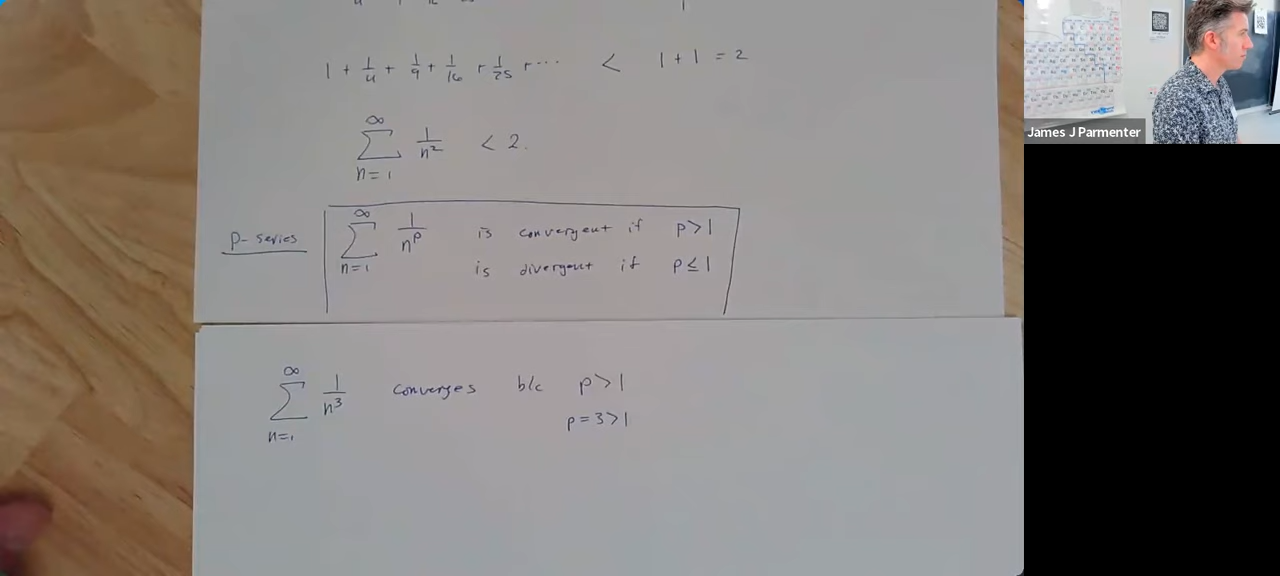 1 + 1/4 + 1/9 + 1/16 + 1/25 + ... < 1 + 1 = 2
∞
∑ 1/n² < 2.
n=1
p-series
∞
∑ 1/n^p is convergent if p>1
n=1 is divergent if p≤1
∞
∑ 1/n³ converges b/c p>1
n=1 p=3>1
James J Parmenter